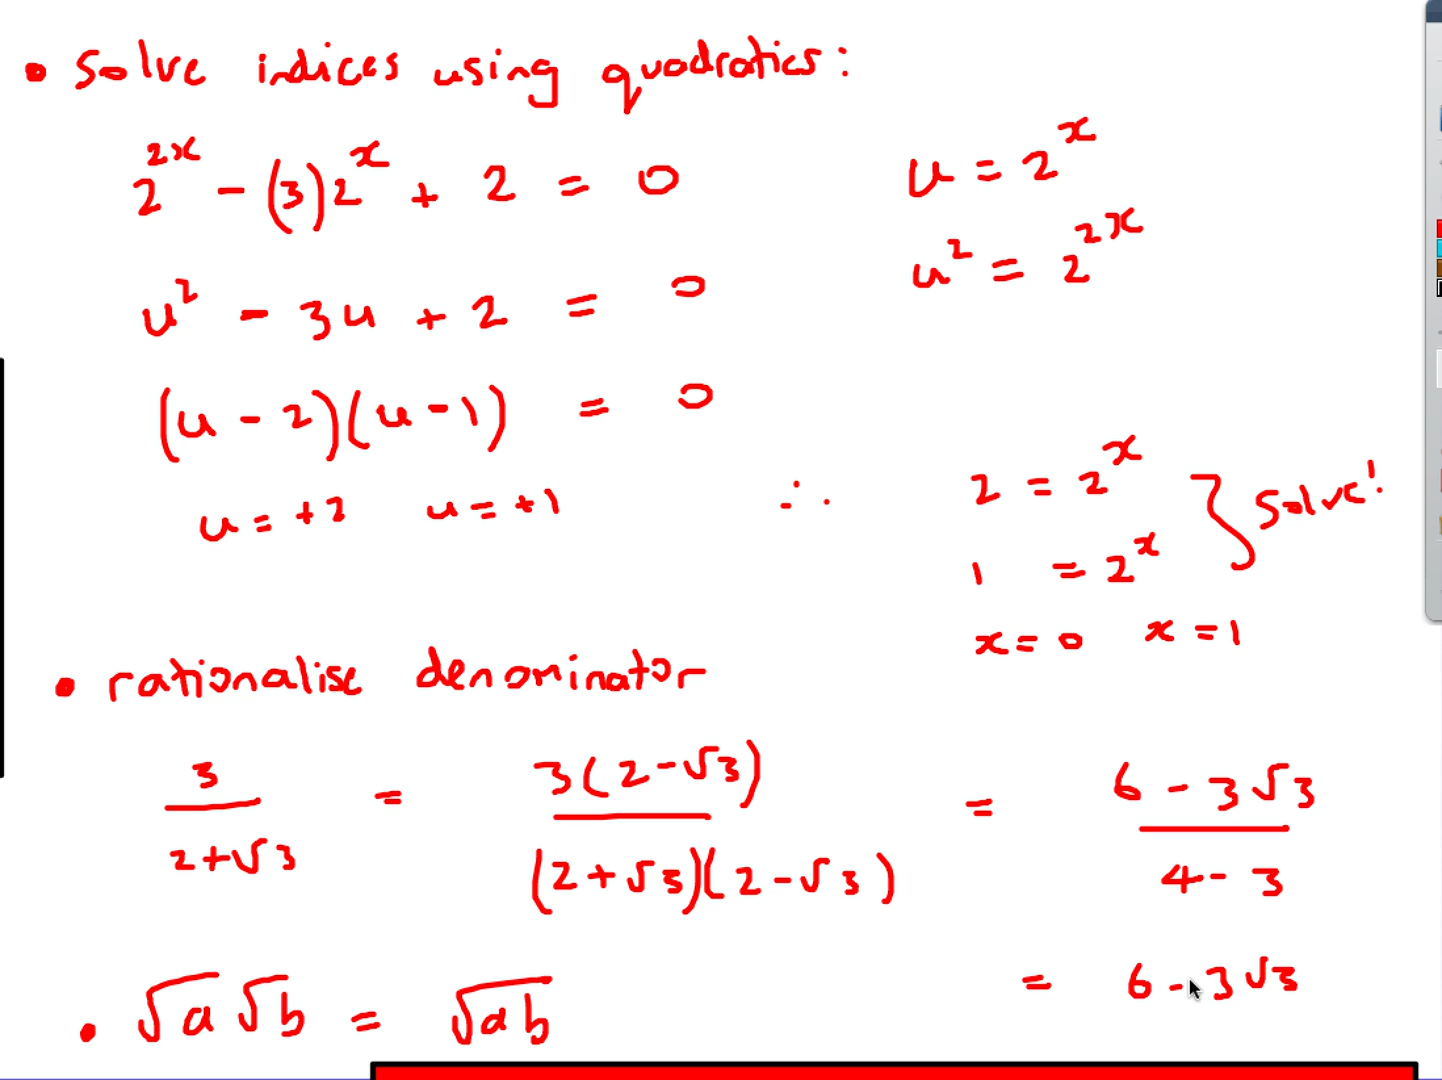 • solve indices using quadratics:
2^{2x} - (3)2^x + 2 = 0
u = 2^x
u^2 = 2^{2x}
u^2 - 3u + 2 = 0
(u - 2)(u - 1) = 0
u = +2 u = +1 ∴ 2 = 2^x } solve!
1 = 2^x
x = 0 x = 1
• rationalise denominator
3/(2+√3) = 3(2-√3)/((2+√3)(2-√3)) = (6 - 3√3)/(4 - 3)
= 6 - 3√3
• √a √b = √ab